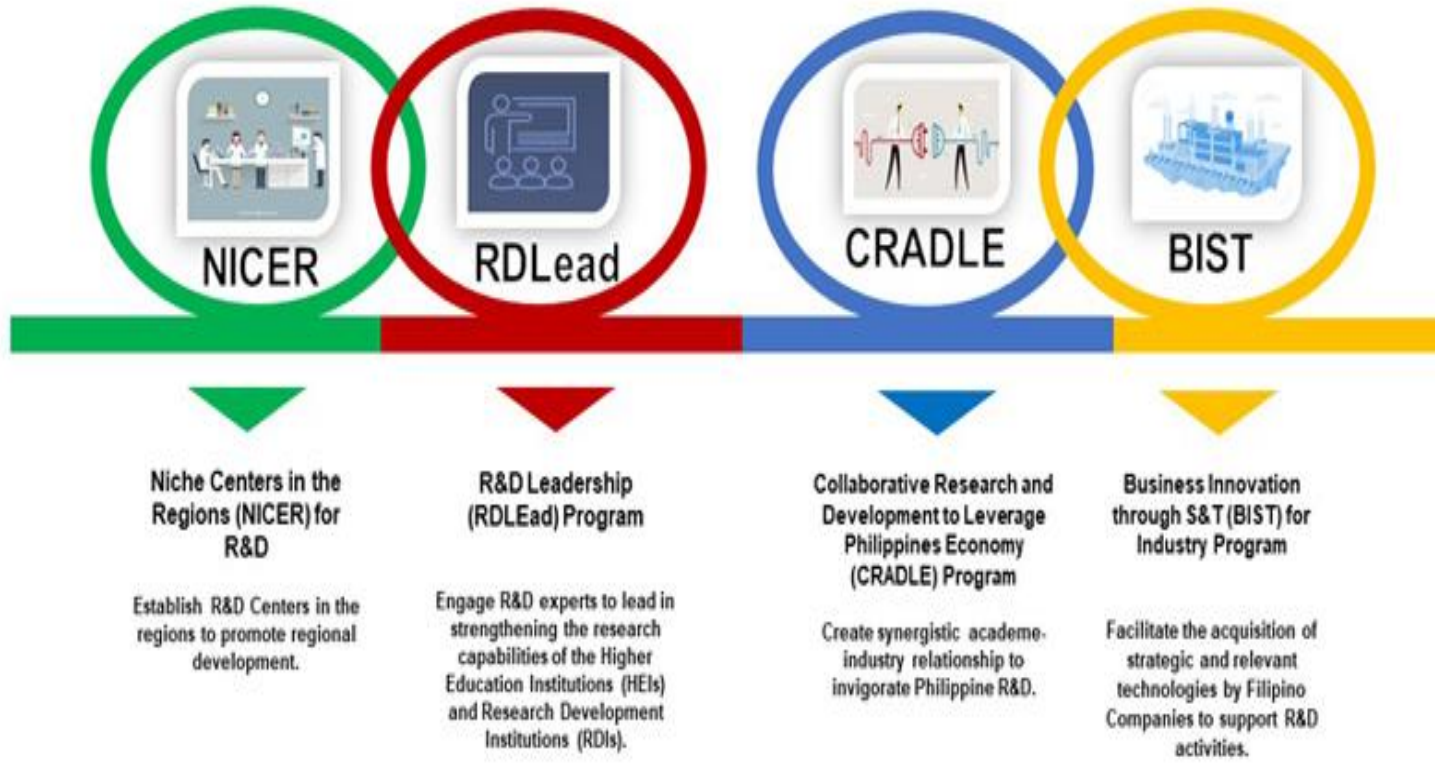 NICER
RDLead
CRADLE
BIST
Niche Centers in the
Regions (NICER) for
R&D
Establish R&D Centers in the
regions to promote regional
development.
R&D Leadership
(RDLEad) Program
Engage R&D experts to lead in
strengthening the research
capabilities of the Higher
Education Institutions (HEIs)
and Research Development
Institutions (RDIs).
Collaborative Research and
Development to Leverage
Philippines Economy
(CRADLE) Program
Create synergistic academe-
industry relationship to
invigorate Philippine R&D.
Business Innovation
through S&T (BIST) for
Industry Program
Facilitate the acquisition of
strategic and relevant
technologies by Filipino
Companies to support R&D
activities.